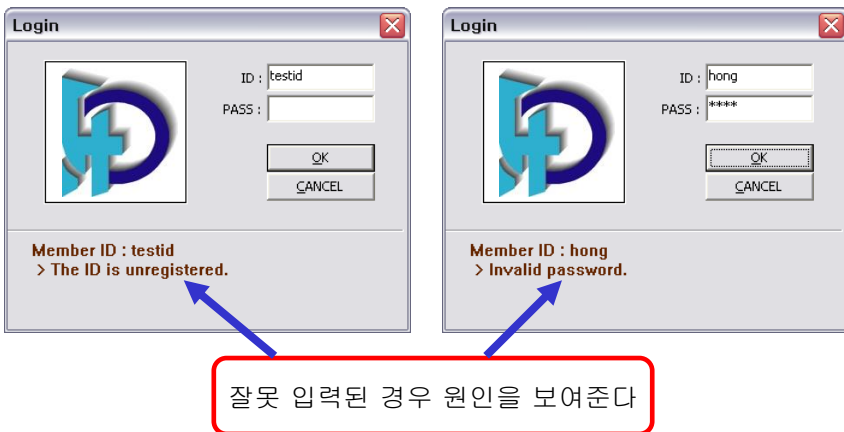 Login
ID : testid
PASS :
OK
CANCEL
Member ID : testid
> The ID is unregistered.
Login
ID : hong
PASS : ****
OK
CANCEL
Member ID : hong
> Invalid password.
잘못 입력된 경우 원인을 보여준다